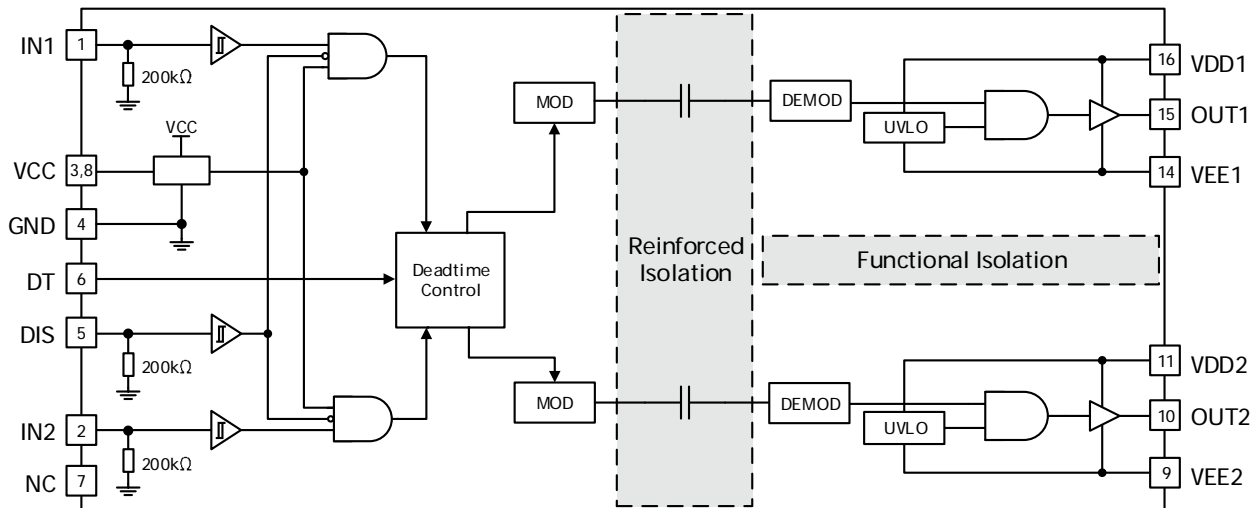 IN1
1
200kΩ
VCC
VCC
3,8
GND
4
DT
6
DIS
5
200kΩ
IN2
2
200kΩ
NC
7
Deadtime
Control
MOD
MOD
Reinforced
Isolation
Functional Isolation
DEMOD
UVLO
16
VDD1
15
OUT1
14
VEE1
DEMOD
UVLO
11
VDD2
10
OUT2
9
VEE2